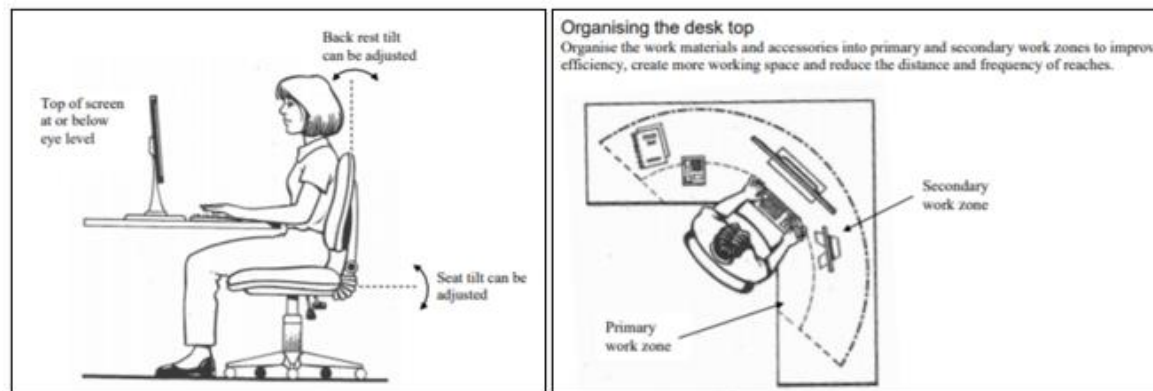 Back rest tilt
can be adjusted
Top of screen
at or below
eye level
Seat tilt can be
adjusted
Organising the desk top
Organise the work materials and accessories into primary and secondary work zones to improv
efficiency, create more working space and reduce the distance and frequency of reaches.
Secondary
work zone
Primary
work zone